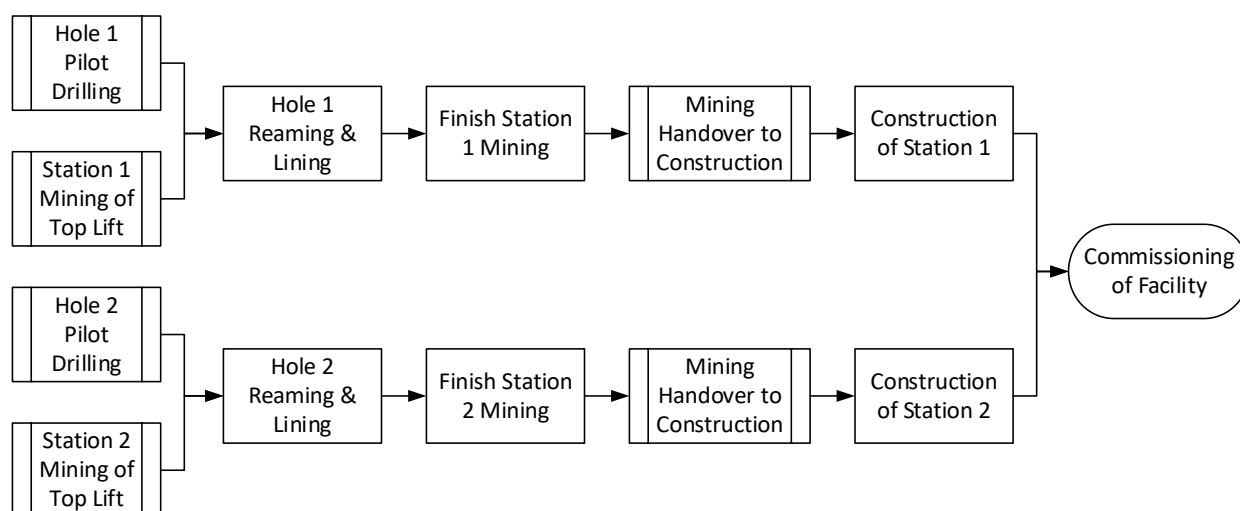 Hole 1
Pilot
Drilling
Station 1
Mining of
Top Lift
Hole 1
Reaming &
Lining
Finish Station
1 Mining
Mining
Handover to
Construction
Construction
of Station 1
Hole 2
Pilot
Drilling
Station 2
Mining of
Top Lift
Hole 2
Reaming &
Lining
Finish Station
2 Mining
Mining
Handover to
Construction
Construction
of Station 2
Commissioning
of Facility